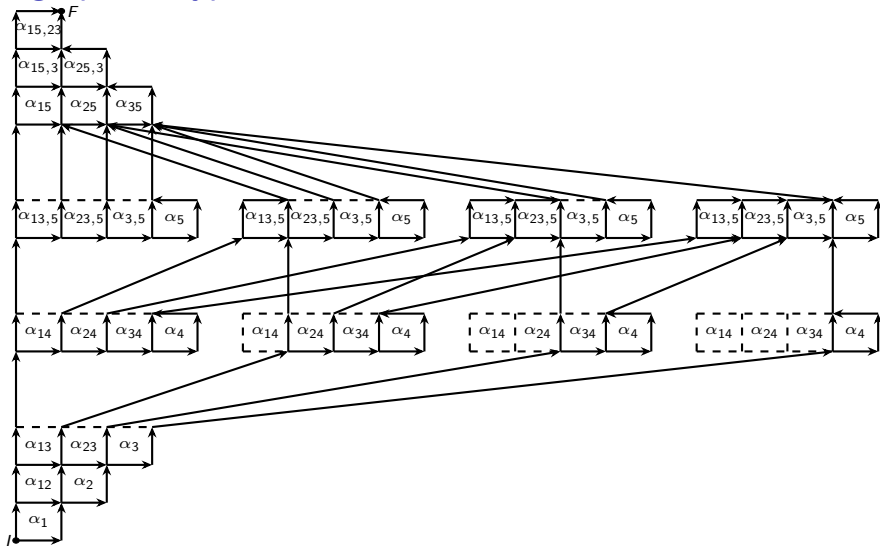 F
α15,23
α15,3 α25,3
α15 α25 α35
α13,5 α23,5 α3,5 α5 α13,5 α23,5 α3,5 α5 α13,5 α23,5 α3,5 α5 α13,5 α23,5 α3,5 α5
α14 α24 α34 α4 α14 α24 α34 α4 α14 α24 α34 α4 α14 α24 α34 α4
α13 α23 α3
α12 α2
α1
I